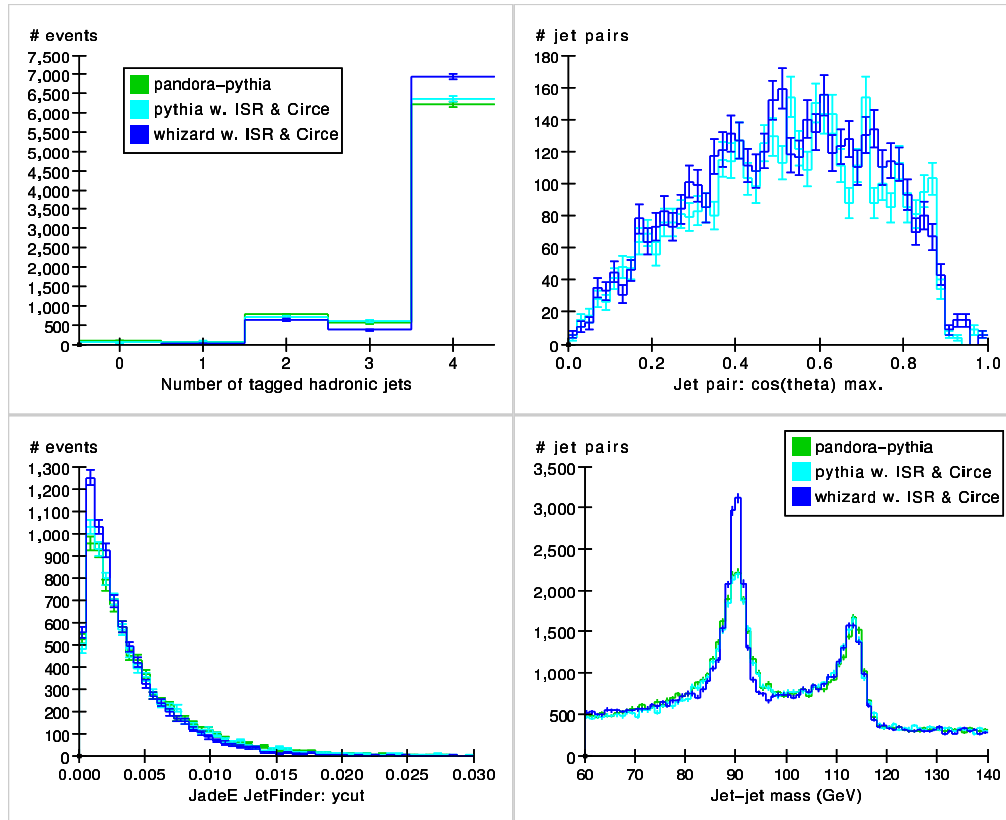 # events
7,500
7,000
6,500
6,000
5,500
5,000
4,500
4,000
3,500
3,000
2,500
2,000
1,500
1,000
500
0
pandora-pythia
pythia w. ISR & Circe
whizard w. ISR & Circe
0 1 2 3 4
Number of tagged hadronic jets
# jet pairs
180
160
140
120
100
80
60
40
20
0
0.0 0.2 0.4 0.6 0.8 1.0
Jet pair: cos(theta) max.
# events
1,300
1,200
1,100
1,000
900
800
700
600
500
400
300
200
100
0
0.000 0.005 0.010 0.015 0.020 0.025 0.030
JadeE JetFinder: ycut
# jet pairs
3,500
3,000
2,500
2,000
1,500
1,000
500
0
pandora-pythia
pythia w. ISR & Circe
whizard w. ISR & Circe
60 70 80 90 100 110 120 130 140
Jet-jet mass (GeV)